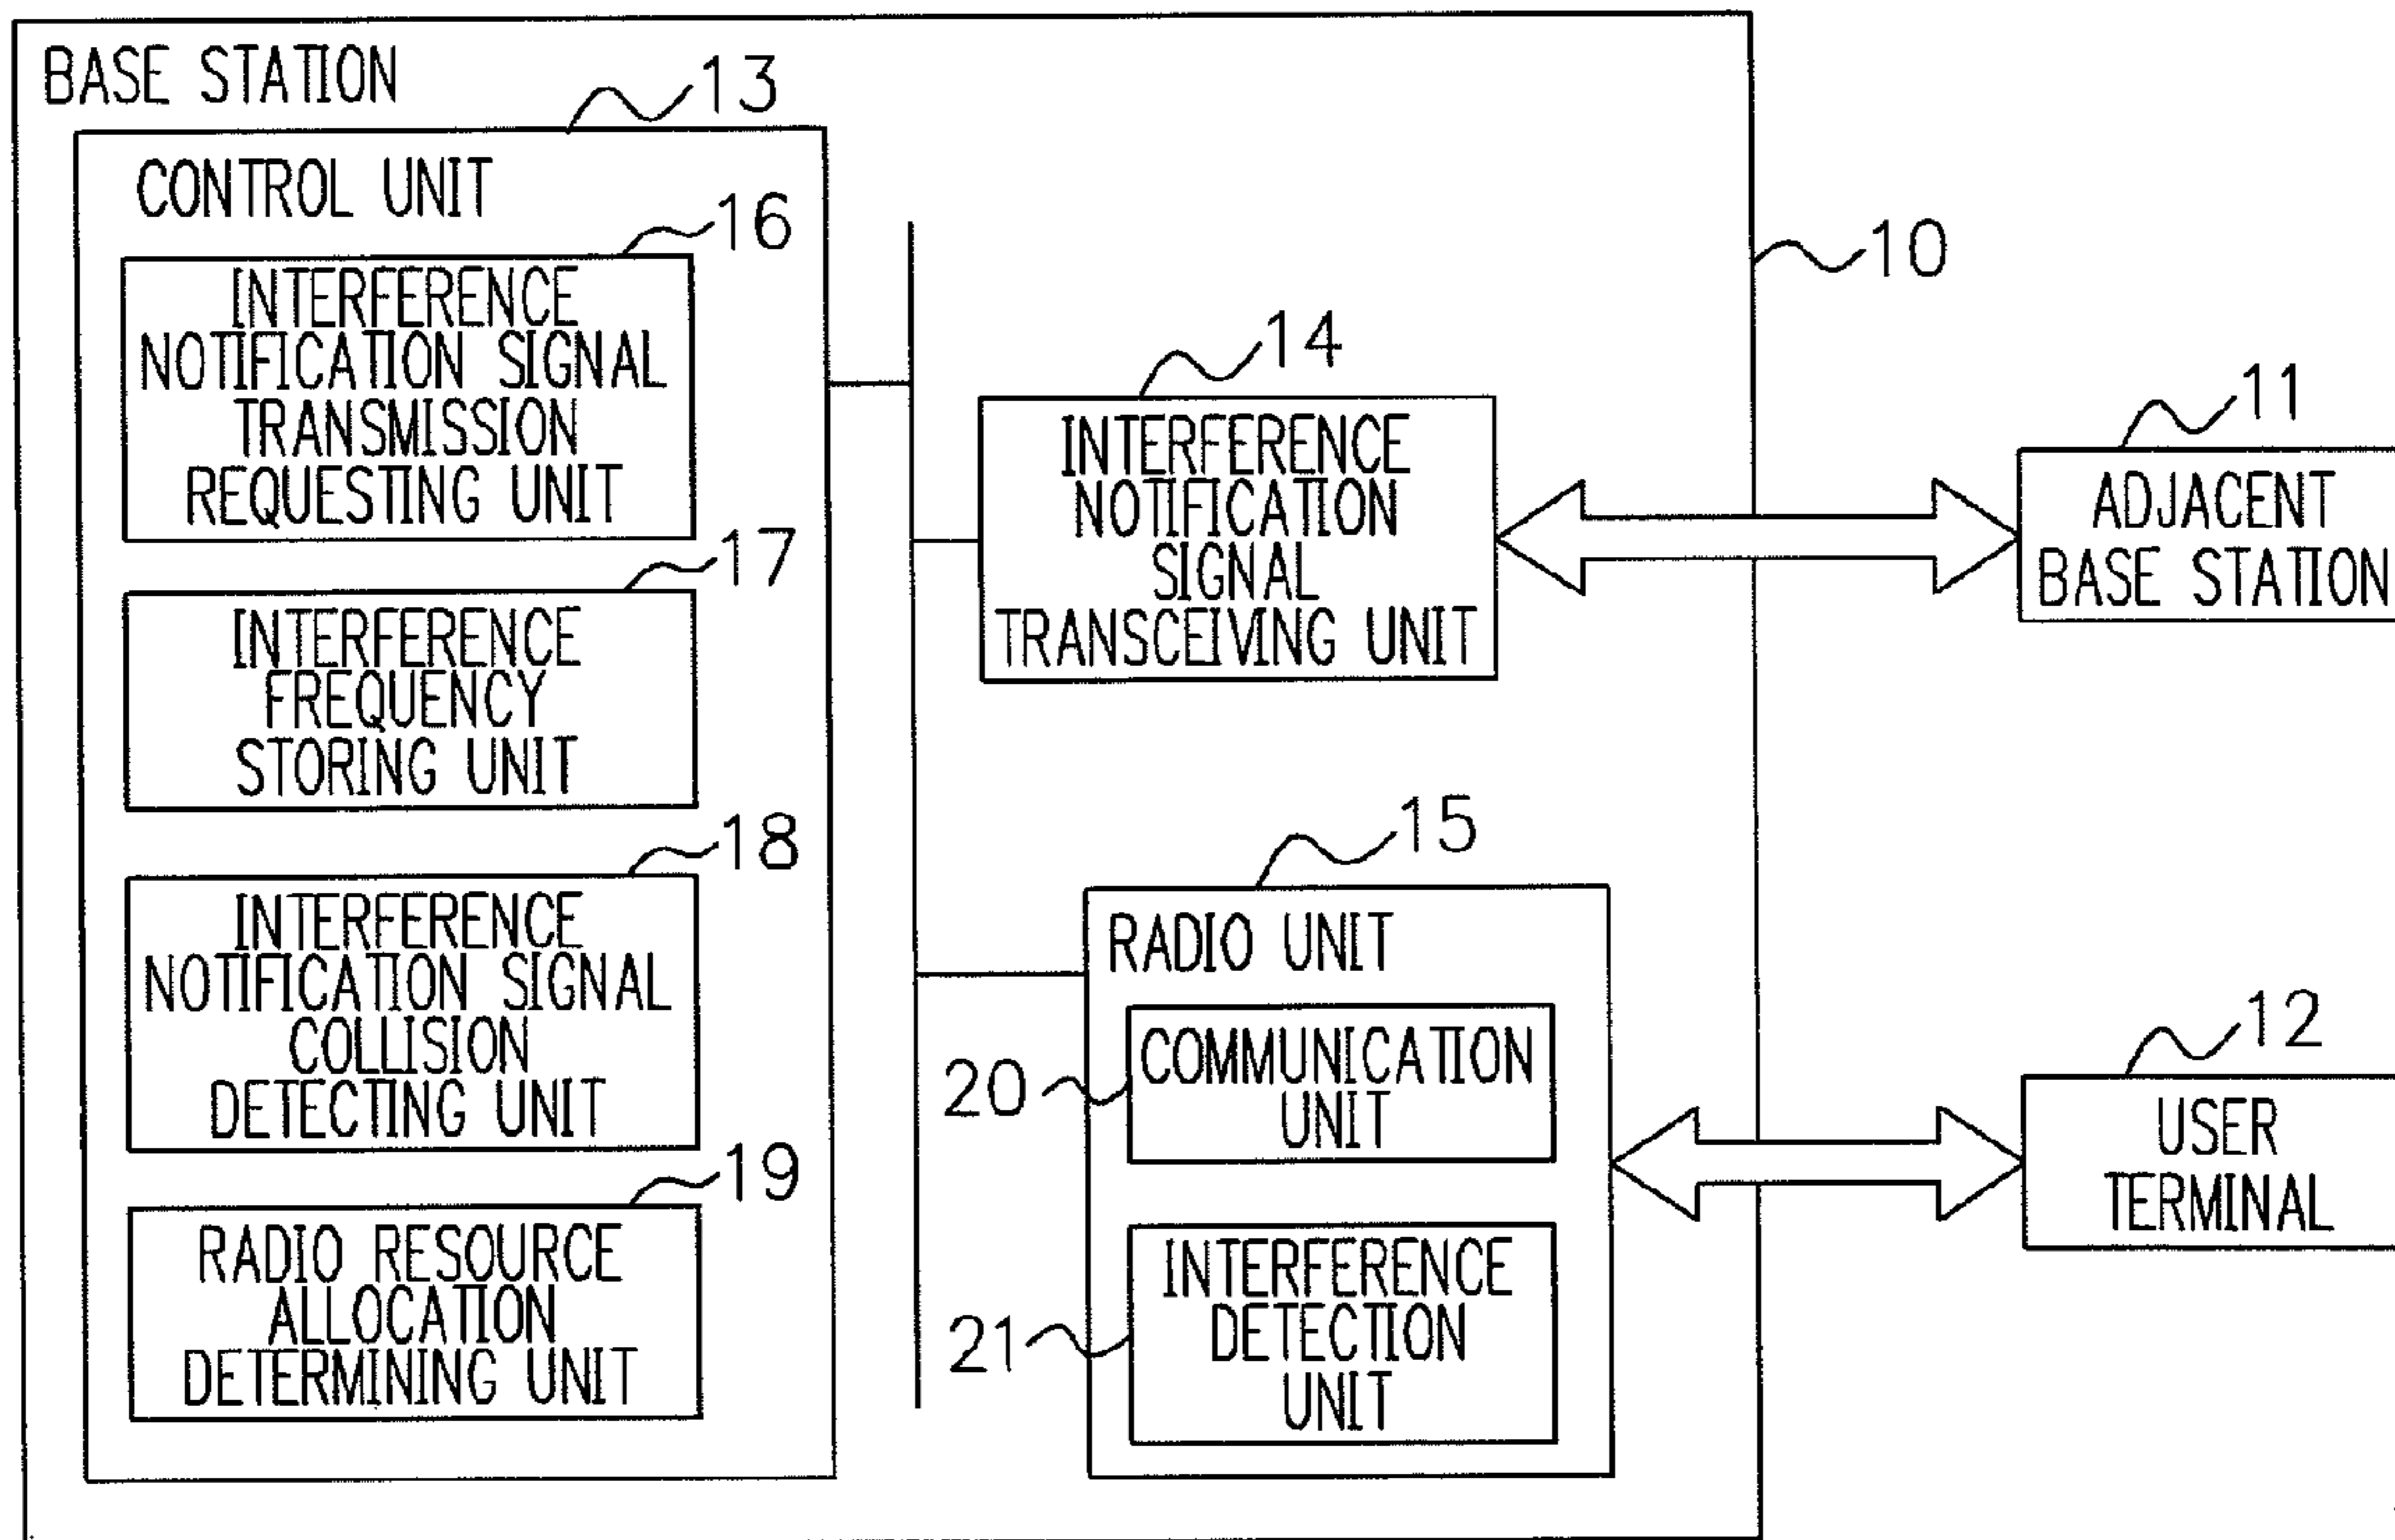 BASE STATION
13
CONTROL UNIT
16
INTERFERENCE
NOTIFICATION SIGNAL
TRANSMISSION
REQUESTING UNIT
17
INTERFERENCE
FREQUENCY
STORING UNIT
18
INTERFERENCE
NOTIFICATION SIGNAL
COLLISION
DETECTING UNIT
19
RADIO RESOURCE
ALLOCATION
DETERMINING UNIT
10
14
INTERFERENCE
NOTIFICATION
SIGNAL
TRANSCEIVING UNIT
11
ADJACENT
BASE STATION
15
RADIO UNIT
20
COMMUNICATION
UNIT
21
INTERFERENCE
DETECTION
UNIT
12
USER
TERMINAL